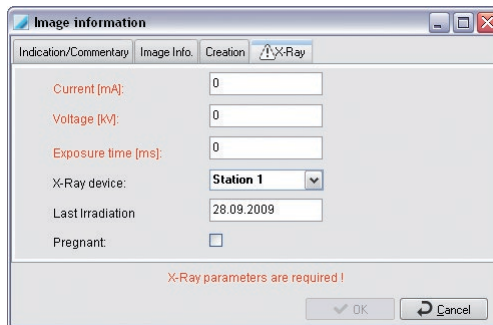 Image information
Indication/Commentary Image Info. Creation X-Ray
Current [mA]: 0
Voltage [kV]: 0
Exposure time [ms]: 0
X-Ray device: Station 1
Last Irradiation 28.09.2009
Pregnant:
X-Ray parameters are required !
OK Cancel